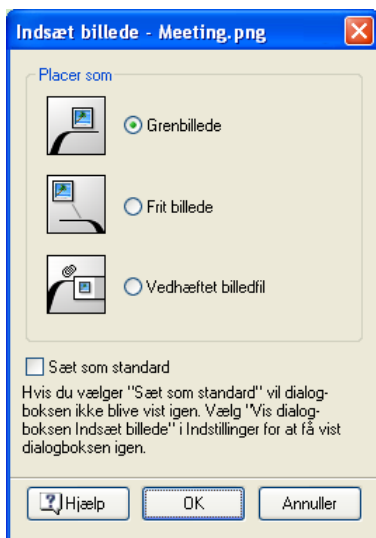 Indsæt billede - Meeting.png
Placer som
Grenbillede
Frit billede
Vedhæftet billedfil
Sæt som standard
Hvis du vælger "Sæt som standard" vil dialog-
boksen ikke blive vist igen. Vælg "Vis dialog-
boksen Indsæt billede" i Indstillinger for at få vist
dialogboksen igen.
Hjælp OK Annuller